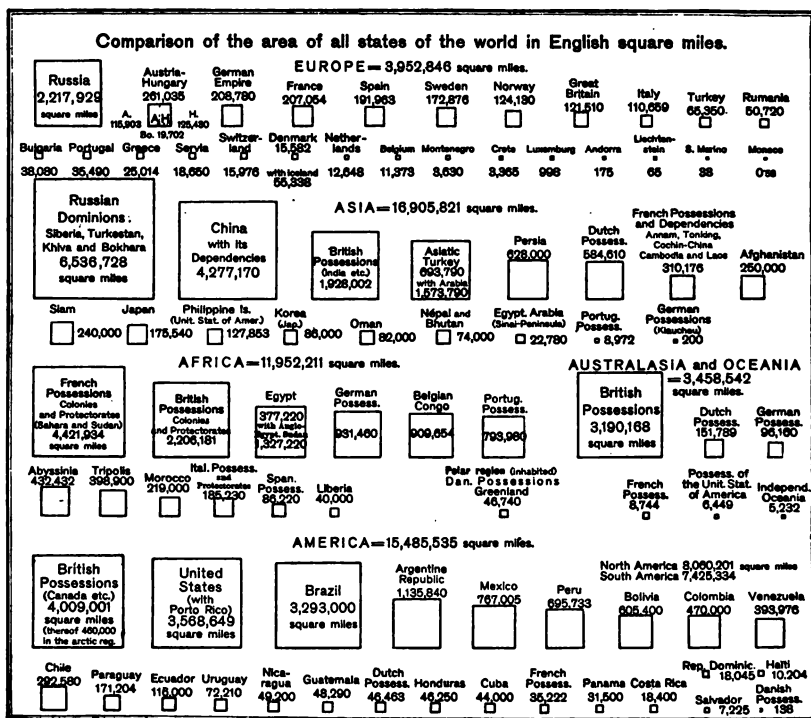 Comparison of the area of all states of the world in English square miles.
EUROPE=3,952,846 square miles.
Russia
2,217,929
square miles
Austria-
Hungary
261,035
A.
115,903
A.H
H.
125,430
Bo. 19,702
German
Empire
208,780
France
207,054
Spain
191,963
Sweden
172,876
Norway
124,130
Great
Britain
121,510
Italy
110,659
Turkey
65,350
Rumania
50,720
Bulgaria
38,080
Portugal
35,490
Greece
25,014
Servia
18,650
Switzer-
land
15,976
Denmark
15,582
with Iceland
55,338
Nether-
lands
12,648
Belgium
11,373
Montenegro
3,630
Crete
3,365
Luxemburg
998
Andorra
175
Liechten-
stein
65
S. Marino
38
Monaco
ASIA=16,905,821 square miles.
Russian
Dominions:
Siberia, Turkestan,
Khiva and Bokhara
6,536,728
square miles
China
with its
Dependencies
4,277,170
British
Possessions
(India etc.)
1,928,002
Asiatic
Turkey
693,790
with Arabia
1,573,790
Persia
628,000
Dutch
Possess.
584,610
French Possessions
and Dependencies
Annam, Tonking,
Cochin-China
Cambodia and Laos
310,176
Afghanistan
250,000
Siam
240,000
Japan
175,540
Philippine Is.
(Unit. Stat. of Amer.)
127,853
Korea
(Jap.)
86,000
Oman
82,000
Népal and
Bhutan
74,000
Egypt. Arabia
(Sinai-Peninsula)
22,780
Portug.
Possess.
8,972
German
Possessions
(Kiauchou)
200
AFRICA=11,952,211 square miles.
French
Possessions
Colonies
and Protectorates
(Sahara and Sudan)
4,421,934
square miles
British
Possessions
Colonies
and Protectorates
2,206,181
Egypt
377,220
with Anglo-
Egypt. Sudan
1,327,220
German
Possess.
931,460
Belgian
Congo
909,654
Portug.
Possess.
793,980
Abyssinia
432,432
Tripolis
398,900
Morocco
219,000
Ital. Possess.
and
Protectorates
185,230
Span.
Possess.
86,220
Liberia
40,000
Polar region (inhabited)
Dan. Possessions
Greenland
46,740
AUSTRALASIA and OCEANIA
=3,458,542
square miles.
British
Possessions
3,190,168
square miles
Dutch
Possess.
151,789
German
Possess.
96,160
French
Possess.
8,744
Possess. of
the Unit. Stat.
of America
6,449
Independ.
Oceania
5,232
AMERICA=15,485,535 square miles.
North America 8,060,201 square miles
South America 7,425,334
British
Possessions
(Canada etc.)
4,009,001
square miles
(thereof 460,000
in the arctic reg.
United
States
(with
Porto Rico)
3,568,649
square miles
Brazil
3,293,000
square miles
Argentine
Republic
1,135,840
Mexico
767,005
Peru
695,733
Bolivia
605,400
Colombia
470,000
Venezuela
393,976
Chile
292,580
Paraguay
171,204
Ecuador
116,000
Uruguay
72,210
Nica-
ragua
49,200
Guatemala
48,290
Dutch
Possess.
46,463
Honduras
46,250
Cuba
44,000
French
Possess.
35,222
Panama
31,500
Costa Rica
18,400
Rep. Dominic.
18,045
Haïti
10,204
Salvador
7,225
Danish
Possess.
138